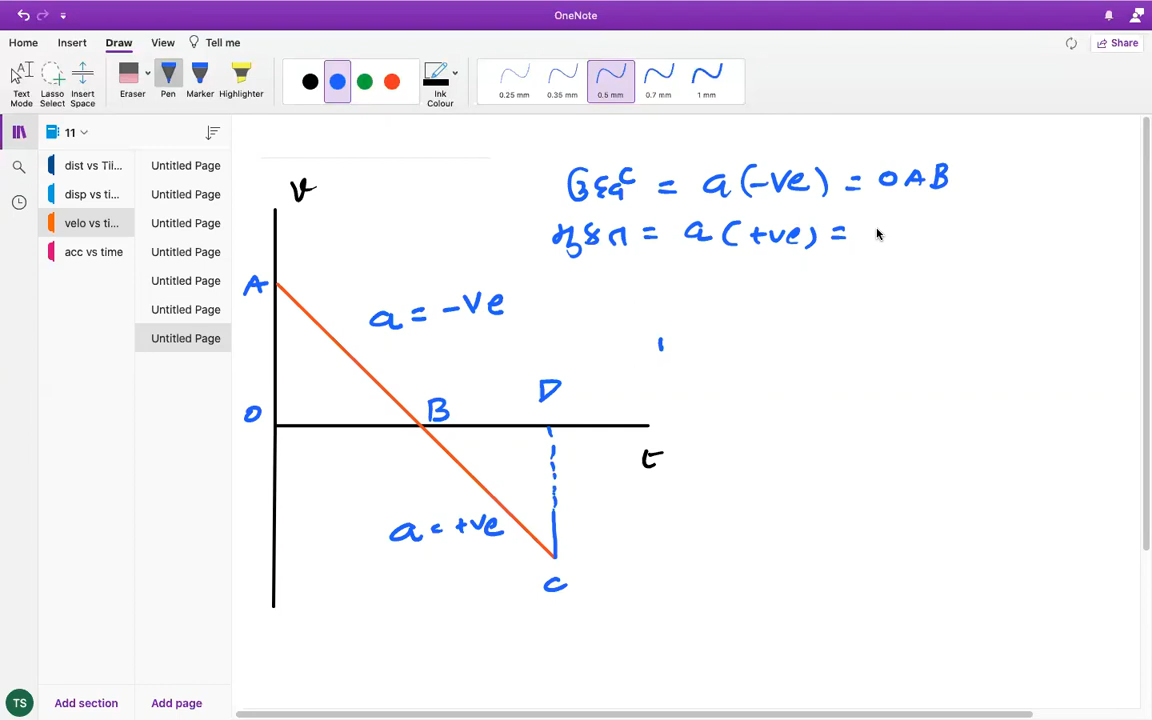 OneNote
Home Insert Draw View Tell me
Share
Text Mode
Lasso Select
Insert Space
Eraser
Pen
Marker
Highlighter
Ink Colour
0.25 mm
0.35 mm
0.5 mm
0.7 mm
1 mm
11
dist vs Tii... Untitled Page
disp vs ti... Untitled Page
velo vs ti... Untitled Page
acc vs time Untitled Page
Untitled Page
Untitled Page
Untitled Page
v
= a (-ve) = OAB
= a (+ve) =
A
a = -ve
O
B
D
t
a = +ve
C
TS
Add section Add page